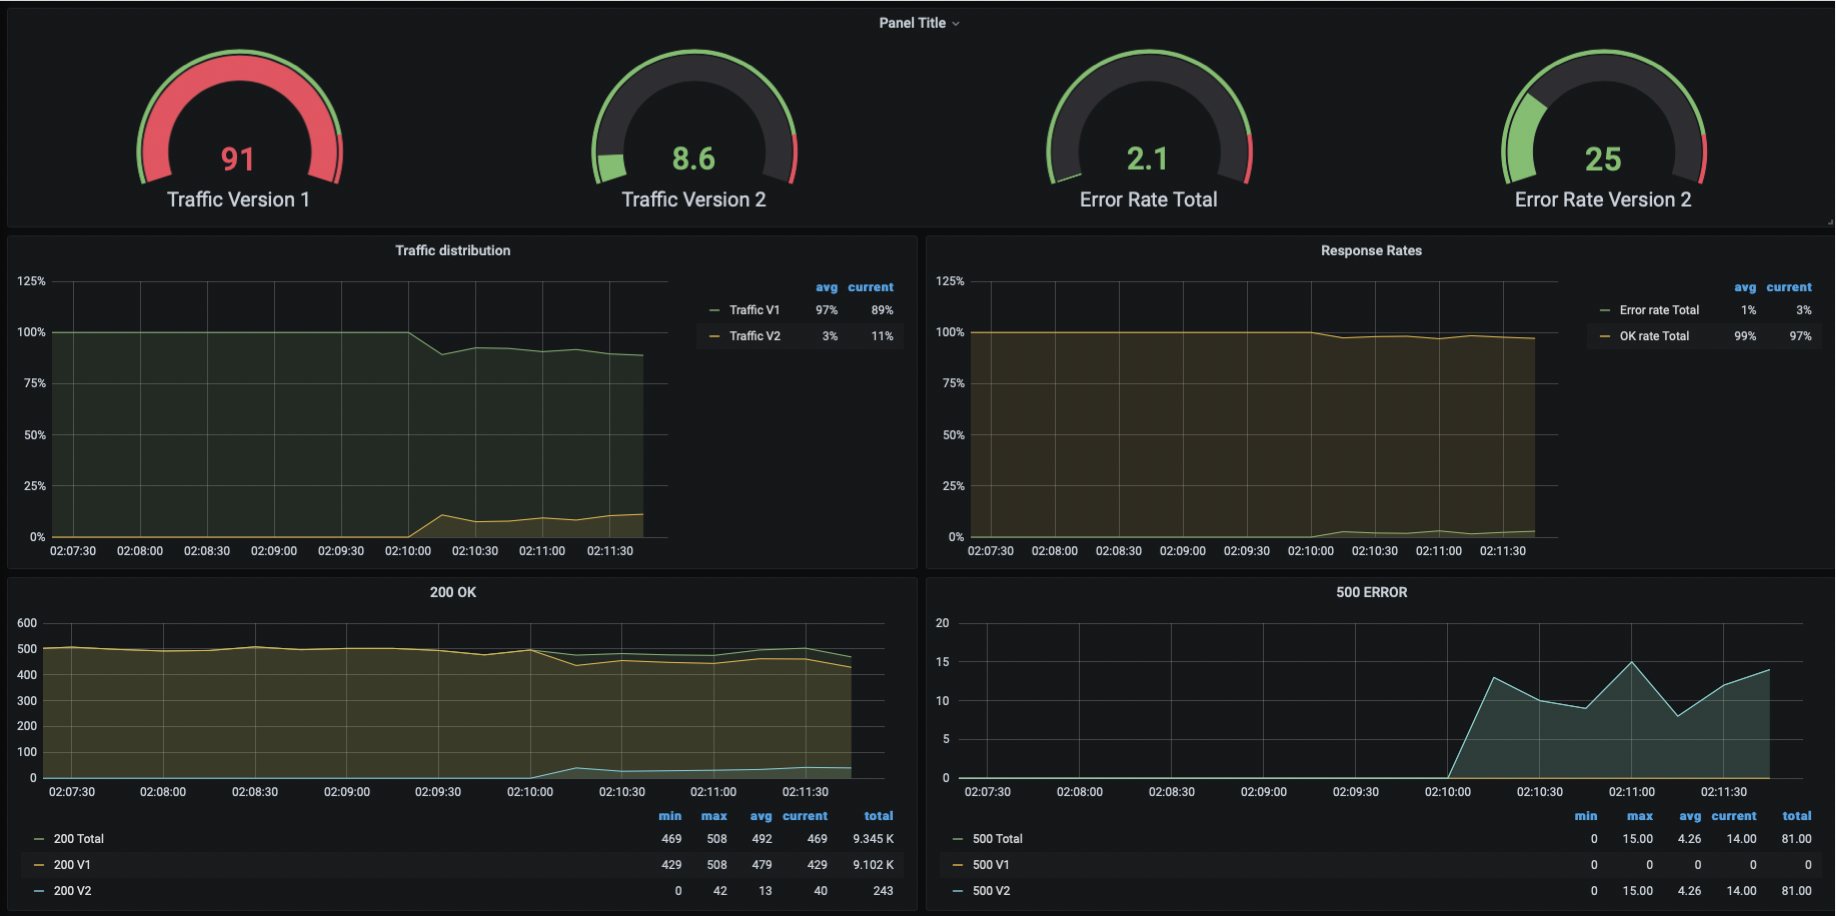 Panel Title
91
Traffic Version 1
8.6
Traffic Version 2
2.1
Error Rate Total
25
Error Rate Version 2
Traffic distribution
125%
100%
75%
50%
25%
0%
02:07:30 02:08:00 02:08:30 02:09:00 02:09:30 02:10:00 02:10:30 02:11:00 02:11:30
avg current
Traffic V1 97% 89%
Traffic V2 3% 11%
Response Rates
125%
100%
75%
50%
25%
0%
02:07:30 02:08:00 02:08:30 02:09:00 02:09:30 02:10:00 02:10:30 02:11:00 02:11:30
avg current
Error rate Total 1% 3%
OK rate Total 99% 97%
200 OK
600
500
400
300
200
100
0
02:07:30 02:08:00 02:08:30 02:09:00 02:09:30 02:10:00 02:10:30 02:11:00 02:11:30
min max avg current total
200 Total 469 508 492 469 9.345 K
200 V1 429 508 479 429 9.102 K
200 V2 0 42 13 40 243
500 ERROR
20
15
10
5
0
02:07:30 02:08:00 02:08:30 02:09:00 02:09:30 02:10:00 02:10:30 02:11:00 02:11:30
min max avg current total
500 Total 0 15.00 4.26 14.00 81.00
500 V1 0 0 0 0 0
500 V2 0 15.00 4.26 14.00 81.00